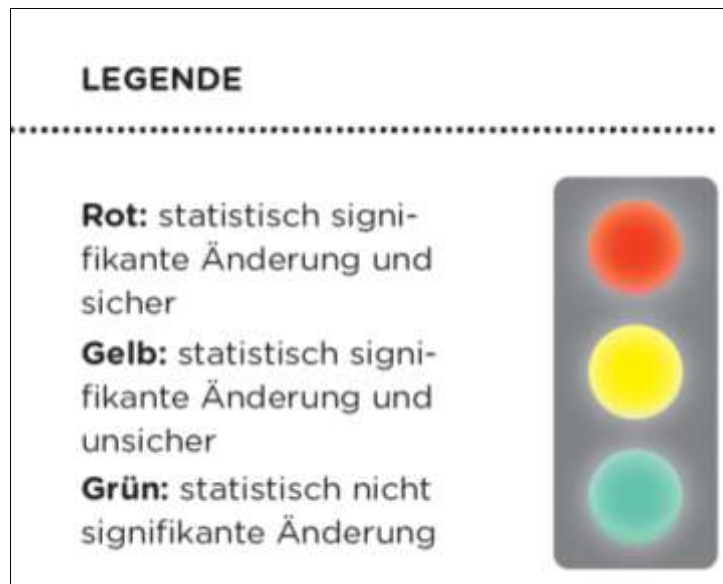 LEGENDE
Rot: statistisch signi-
fikante Änderung und
sicher
Gelb: statistisch signi-
fikante Änderung und
unsicher
Grün: statistisch nicht
signifikante Änderung